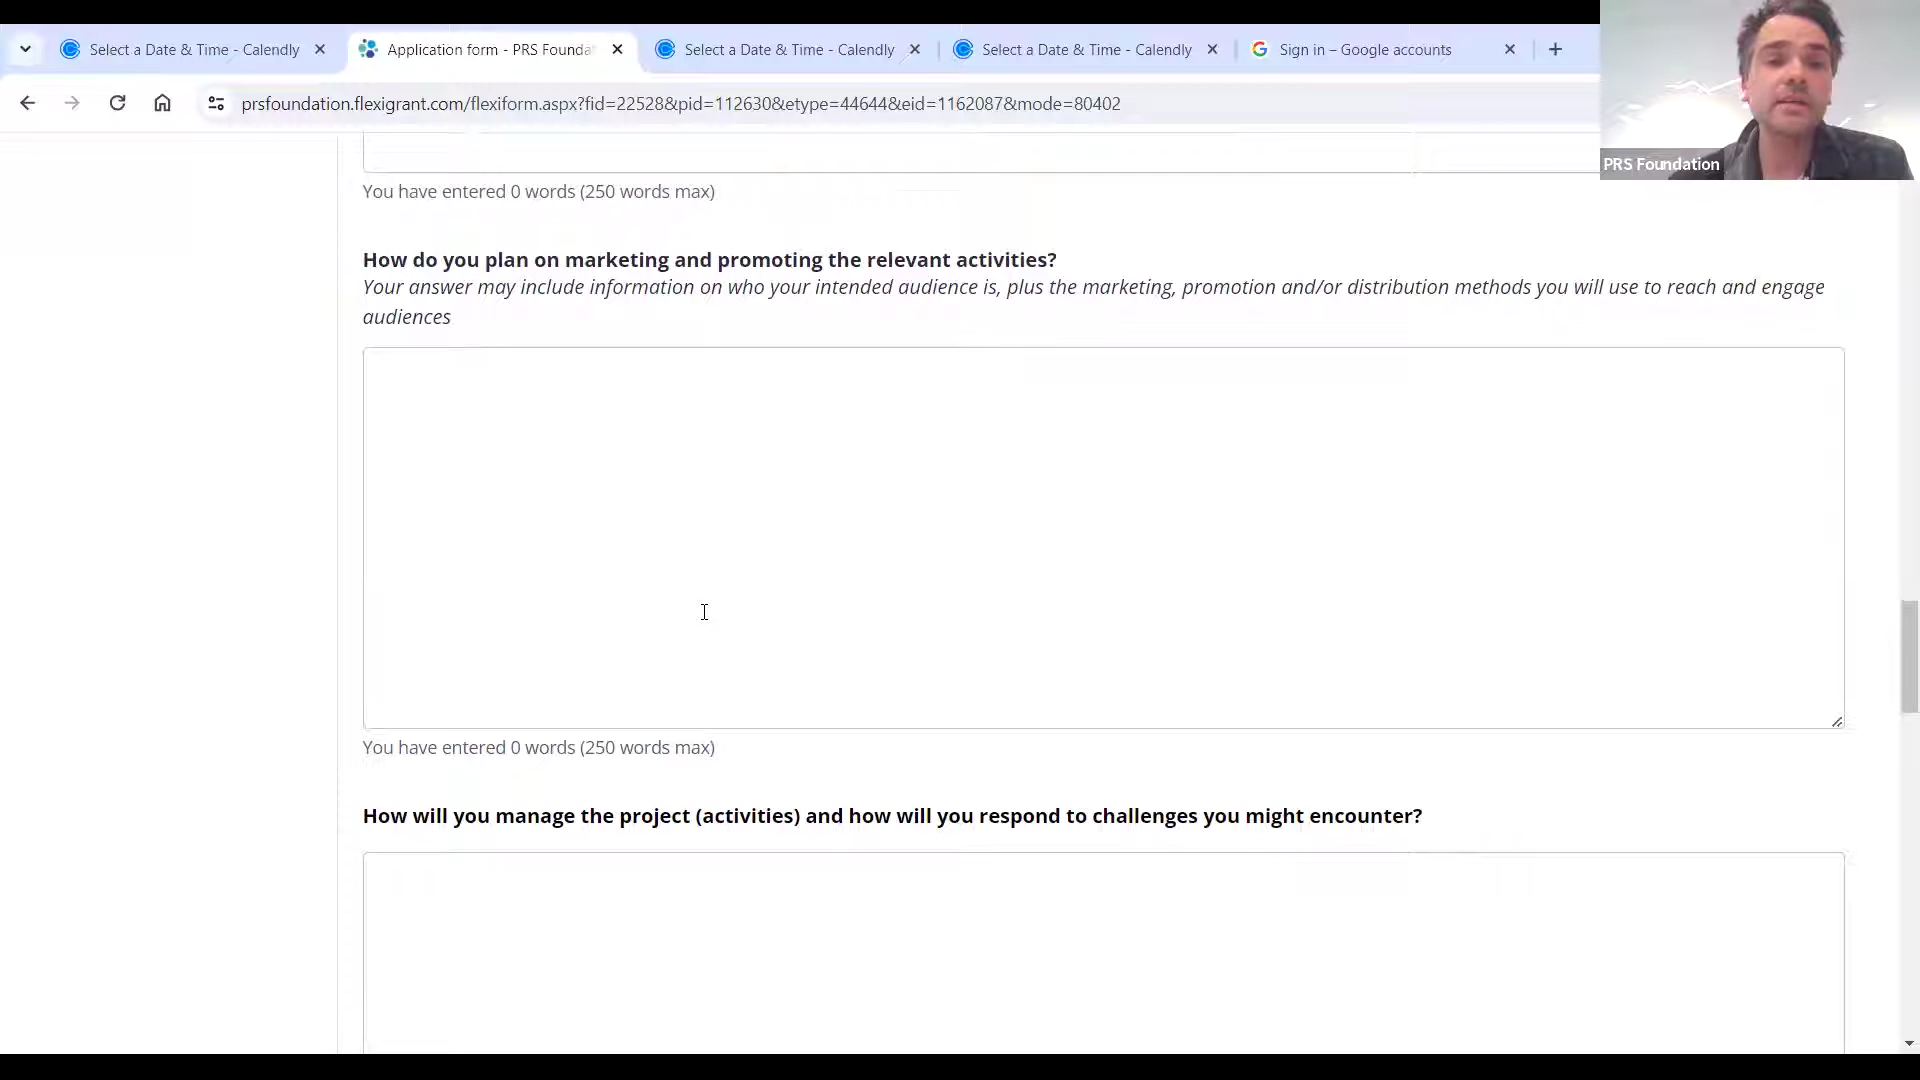 Select a Date & Time - Calendly
Application form - PRS Founda
Select a Date & Time - Calendly
Select a Date & Time - Calendly
Sign in – Google accounts
prsfoundation.flexigrant.com/flexiform.aspx?fid=22528&pid=112630&etype=44644&eid=1162087&mode=80402
PRS Foundation
You have entered 0 words (250 words max)
How do you plan on marketing and promoting the relevant activities?
Your answer may include information on who your intended audience is, plus the marketing, promotion and/or distribution methods you will use to reach and engage
audiences
You have entered 0 words (250 words max)
How will you manage the project (activities) and how will you respond to challenges you might encounter?